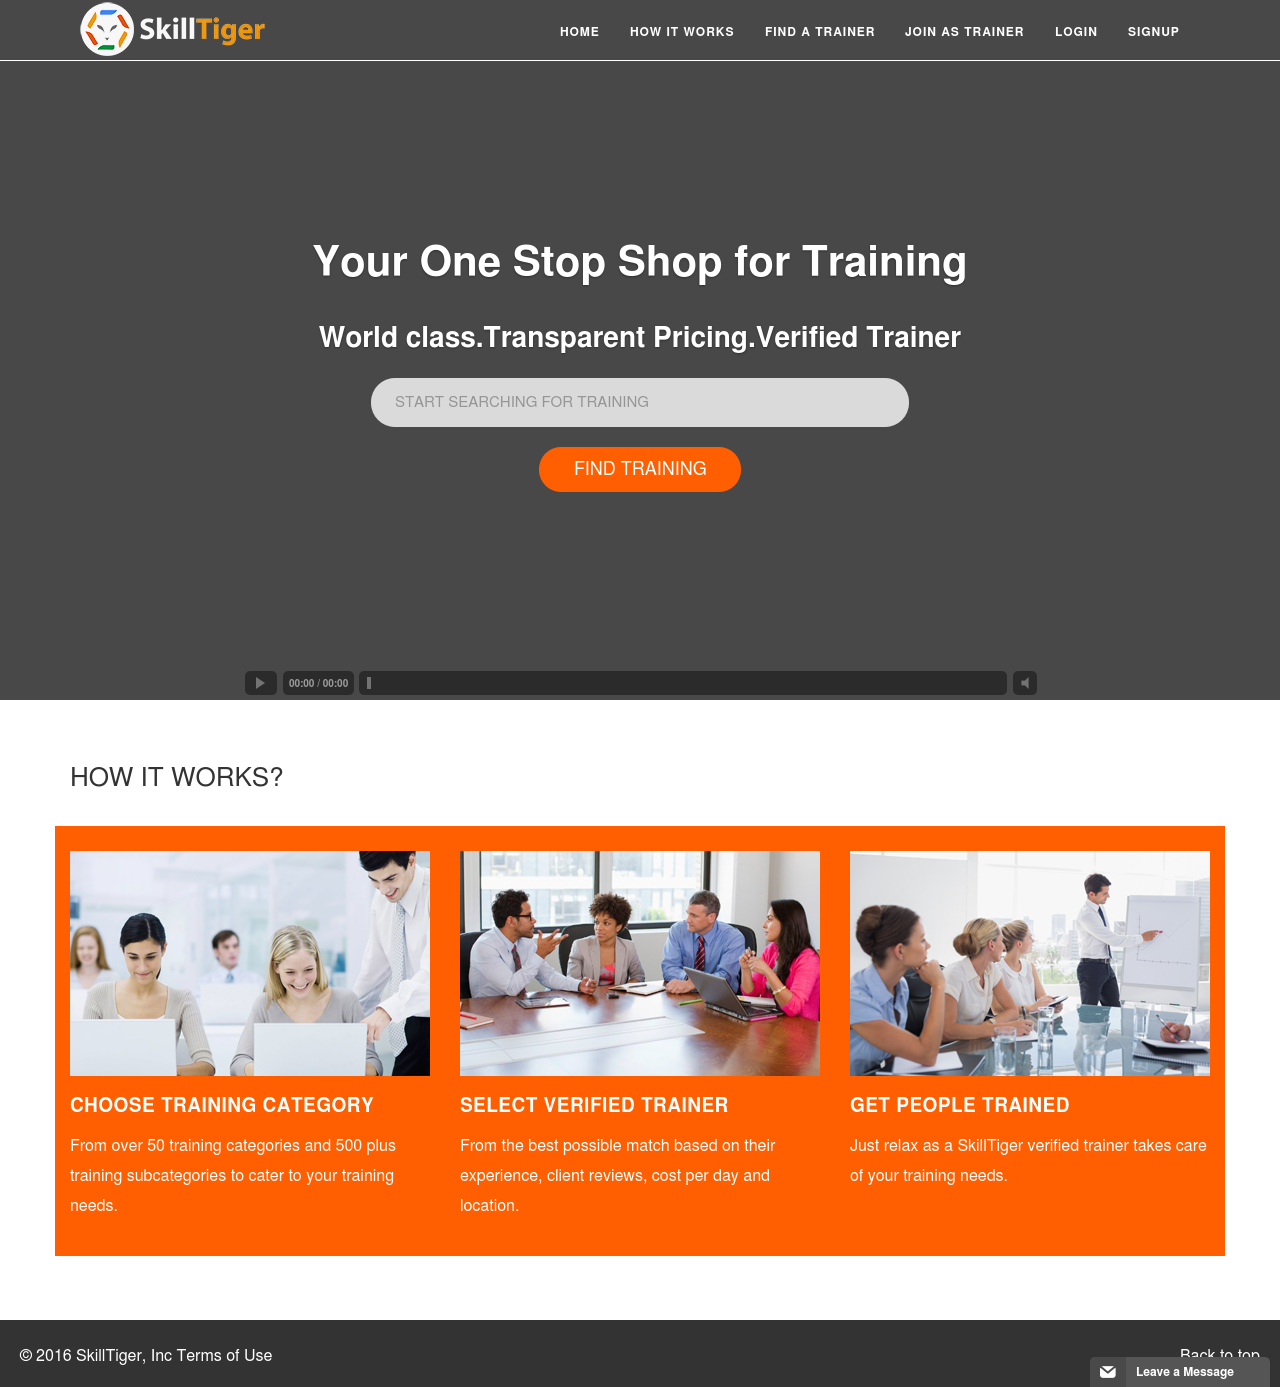 SkillTiger
HOME HOW IT WORKS FIND A TRAINER JOIN AS TRAINER LOGIN SIGNUP
Your One Stop Shop for Training
World class.Transparent Pricing.Verified Trainer
START SEARCHING FOR TRAINING
FIND TRAINING
00:00 / 00:00
HOW IT WORKS?
CHOOSE TRAINING CATEGORY
From over 50 training categories and 500 plus
training subcategories to cater to your training
needs.
SELECT VERIFIED TRAINER
From the best possible match based on their
experience, client reviews, cost per day and
location.
GET PEOPLE TRAINED
Just relax as a SkillTiger verified trainer takes care
of your training needs.
© 2016 SkillTiger, Inc Terms of Use
Back to top
Leave a Message